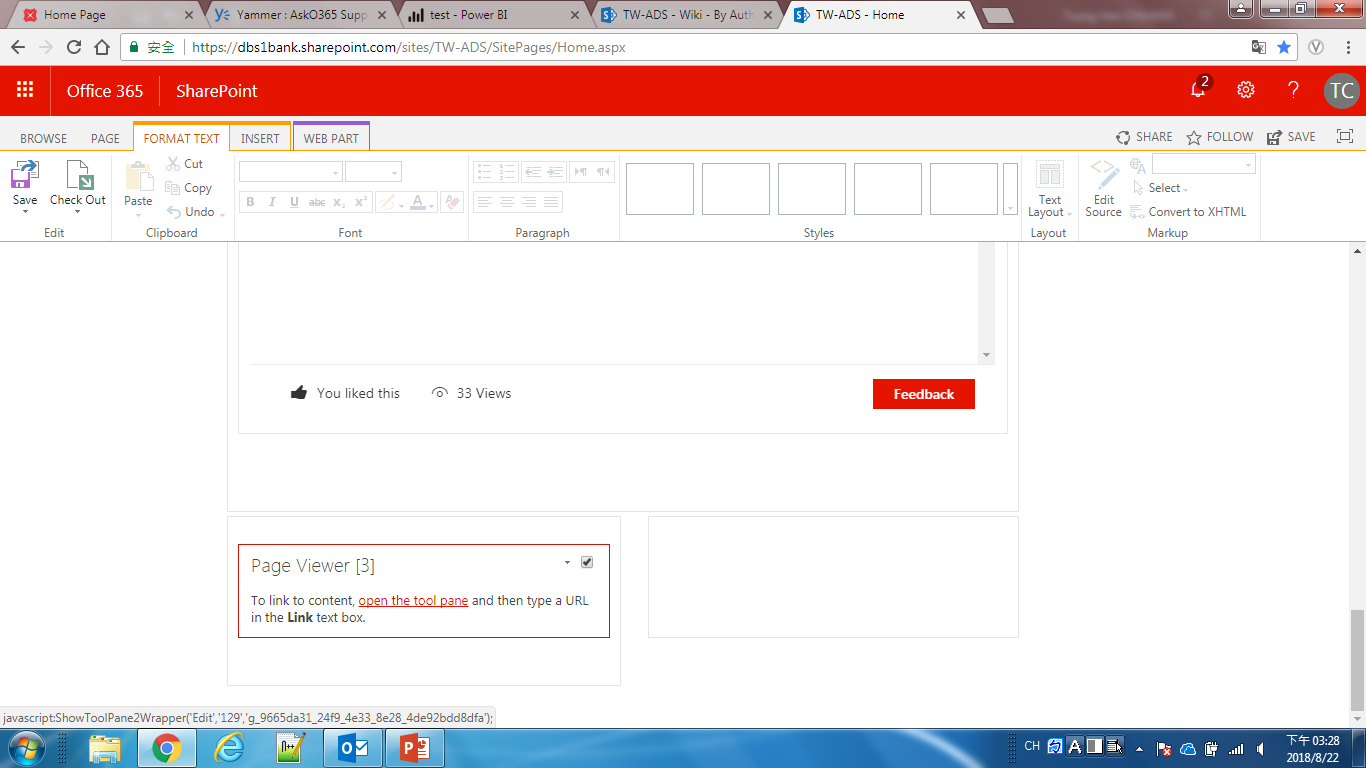 Home Page
Yammer : AskO365 Supp
test - Power BI
TW-ADS - Wiki - By Auth
TW-ADS - Home
安全
https://dbs1bank.sharepoint.com/sites/TW-ADS/SitePages/Home.aspx
Office 365
SharePoint
2
TC
BROWSE
PAGE
FORMAT TEXT
INSERT
WEB PART
SHARE
FOLLOW
SAVE
Save
Check Out
Paste
Cut
Copy
Undo
B I U abc x₂ x²
A
Text
Layout
Edit
Source
Select
Convert to XHTML
Edit
Clipboard
Font
Paragraph
Styles
Layout
Markup
You liked this
33 Views
Feedback
Page Viewer [3]
To link to content, open the tool pane and then type a URL
in the Link text box.
javascript:ShowToolPane2Wrapper('Edit','129','g_9665da31_24f9_4e33_8e28_4de92bdd8dfa');
CH
A
下午 03:28
2018/8/22